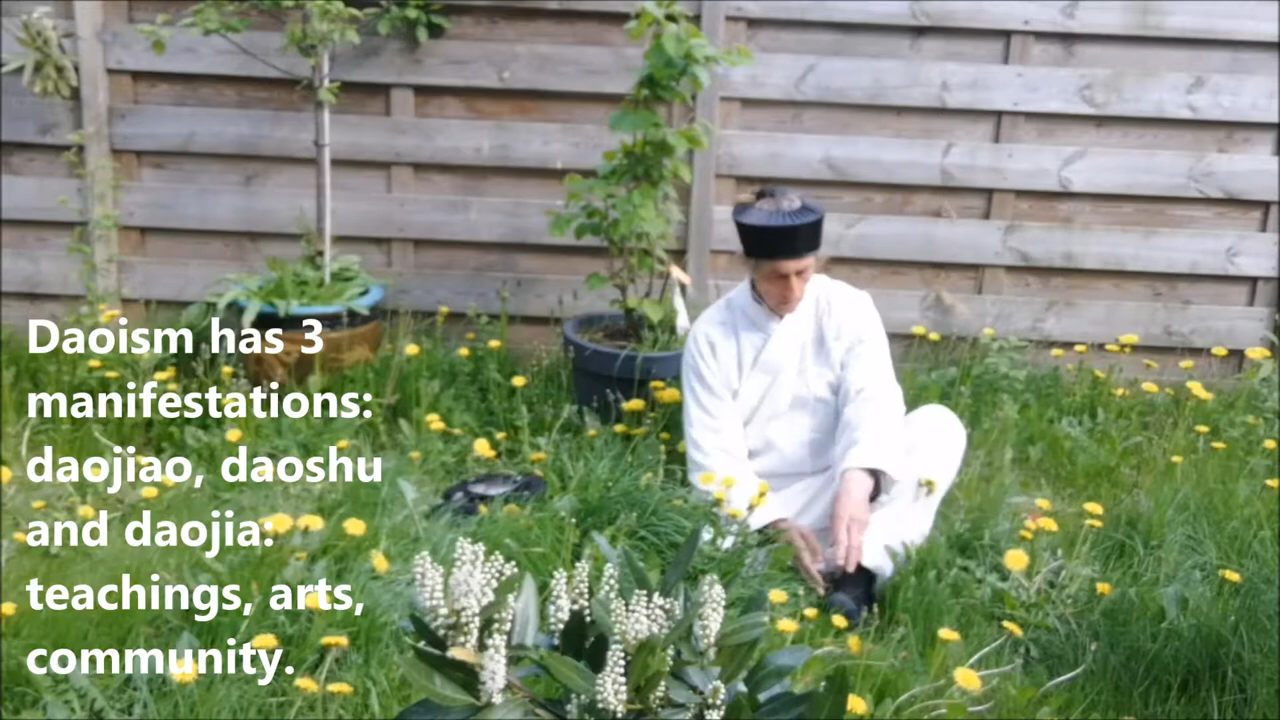 Daoism has 3
manifestations:
daojiao, daoshu
and daojia:
teachings, arts,
community.